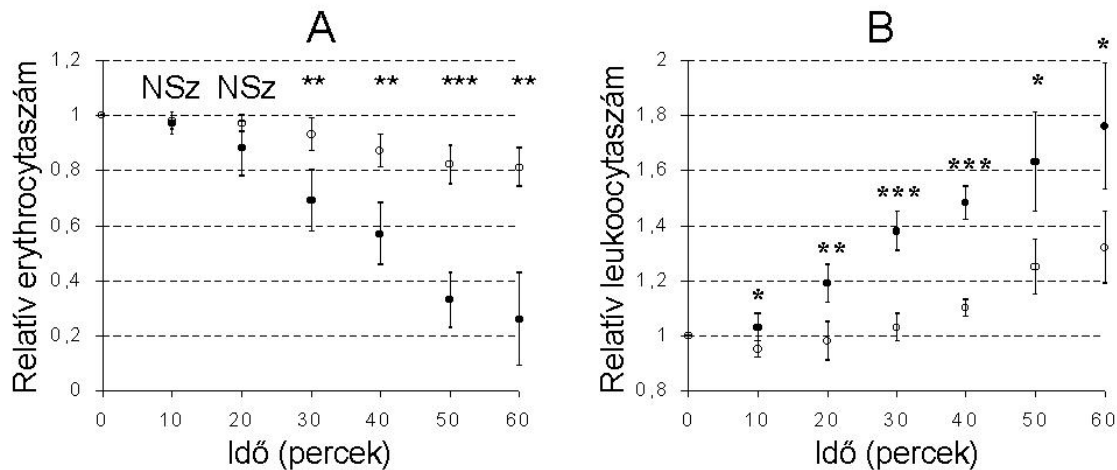 A
Relatív erythrocytaszám
1,2
1
0,8
0,6
0,4
0,2
0
NSz NSz ** ** *** **
0 10 20 30 40 50 60
Idő (percek)
B
Relatív leukoocytaszám
2
1.8
1.6
1.4
1.2
1
0,8
* ** *** *** * *
0 10 20 30 40 50 60
Idő (percek)